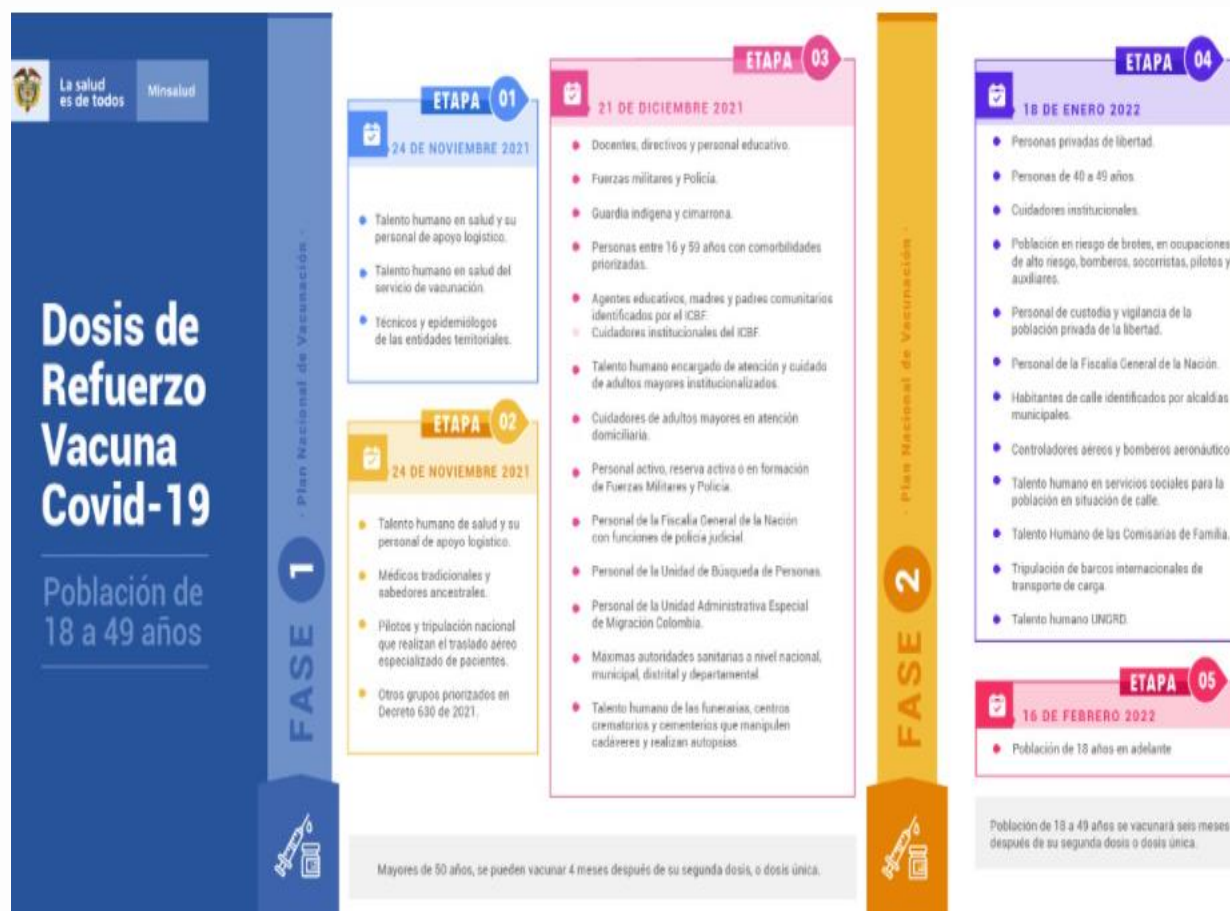 La salud
es de todos
Minsalud
Dosis de
Refuerzo
Vacuna
Covid-19
Población de
18 a 49 años
FASE 1 - Plan Nacional de Vacunación -
ETAPA 01
24 DE NOVIEMBRE 2021
Talento humano en salud y su
personal de apoyo logístico.
Talento humano en salud del
servicio de vacunación.
Técnicos y epidemiólogos
de las entidades territoriales.
ETAPA 02
24 DE NOVIEMBRE 2021
Talento humano de salud y su
personal de apoyo logístico.
Médicos tradicionales y
sabedores ancestrales.
Pilotos y tripulación nacional
que realizan el traslado aéreo
especializado de pacientes.
Otros grupos priorizados en
Decreto 630 de 2021.
ETAPA 03
21 DE DICIEMBRE 2021
Docentes, directivos y personal educativo.
Fuerzas militares y Policía.
Guardia indígena y cimarrona.
Personas entre 16 y 59 años con comorbilidades
priorizadas.
Agentes educativos, madres y padres comunitarios
identificados por el ICBF.
Cuidadores institucionales del ICBF.
Talento humano encargado de atención y cuidado
de adultos mayores institucionalizados.
Cuidadores de adultos mayores en atención
domiciliaria.
Personal activo, reserva activa o en formación
de Fuerzas Militares y Policía.
Personal de la Fiscalía General de la Nación
con funciones de policía judicial.
Personal de la Unidad de Búsqueda de Personas.
Personal de la Unidad Administrativa Especial
de Migración Colombia.
Máximas autoridades sanitarias a nivel nacional,
municipal, distrital y departamental.
Talento humano de las funerarias, centros
crematorios y cementerios que manipulen
cadáveres y realizan autopsias.
Mayores de 50 años, se pueden vacunar 4 meses después de su segunda dosis, o dosis única.
FASE 2 - Plan Nacional de Vacunación -
ETAPA 04
18 DE ENERO 2022
Personas privadas de libertad.
Personas de 40 a 49 años.
Cuidadores institucionales.
Población en riesgo de brotes, en ocupaciones
de alto riesgo, bomberos, socorristas, pilotos y
auxiliares.
Personal de custodia y vigilancia de la
población privada de la libertad.
Personal de la Fiscalía General de la Nación.
Habitantes de calle identificados por alcaldías
municipales.
Controladores aéreos y bomberos aeronáutico
Talento humano en servicios sociales para la
población en situación de calle.
Talento Humano de las Comisarias de Familia.
Tripulación de barcos internacionales de
transporte de carga.
Talento humano UNGRD.
ETAPA 05
16 DE FEBRERO 2022
Población de 18 años en adelante
Población de 18 a 49 años se vacunará seis meses
después de su segunda dosis o dosis única.